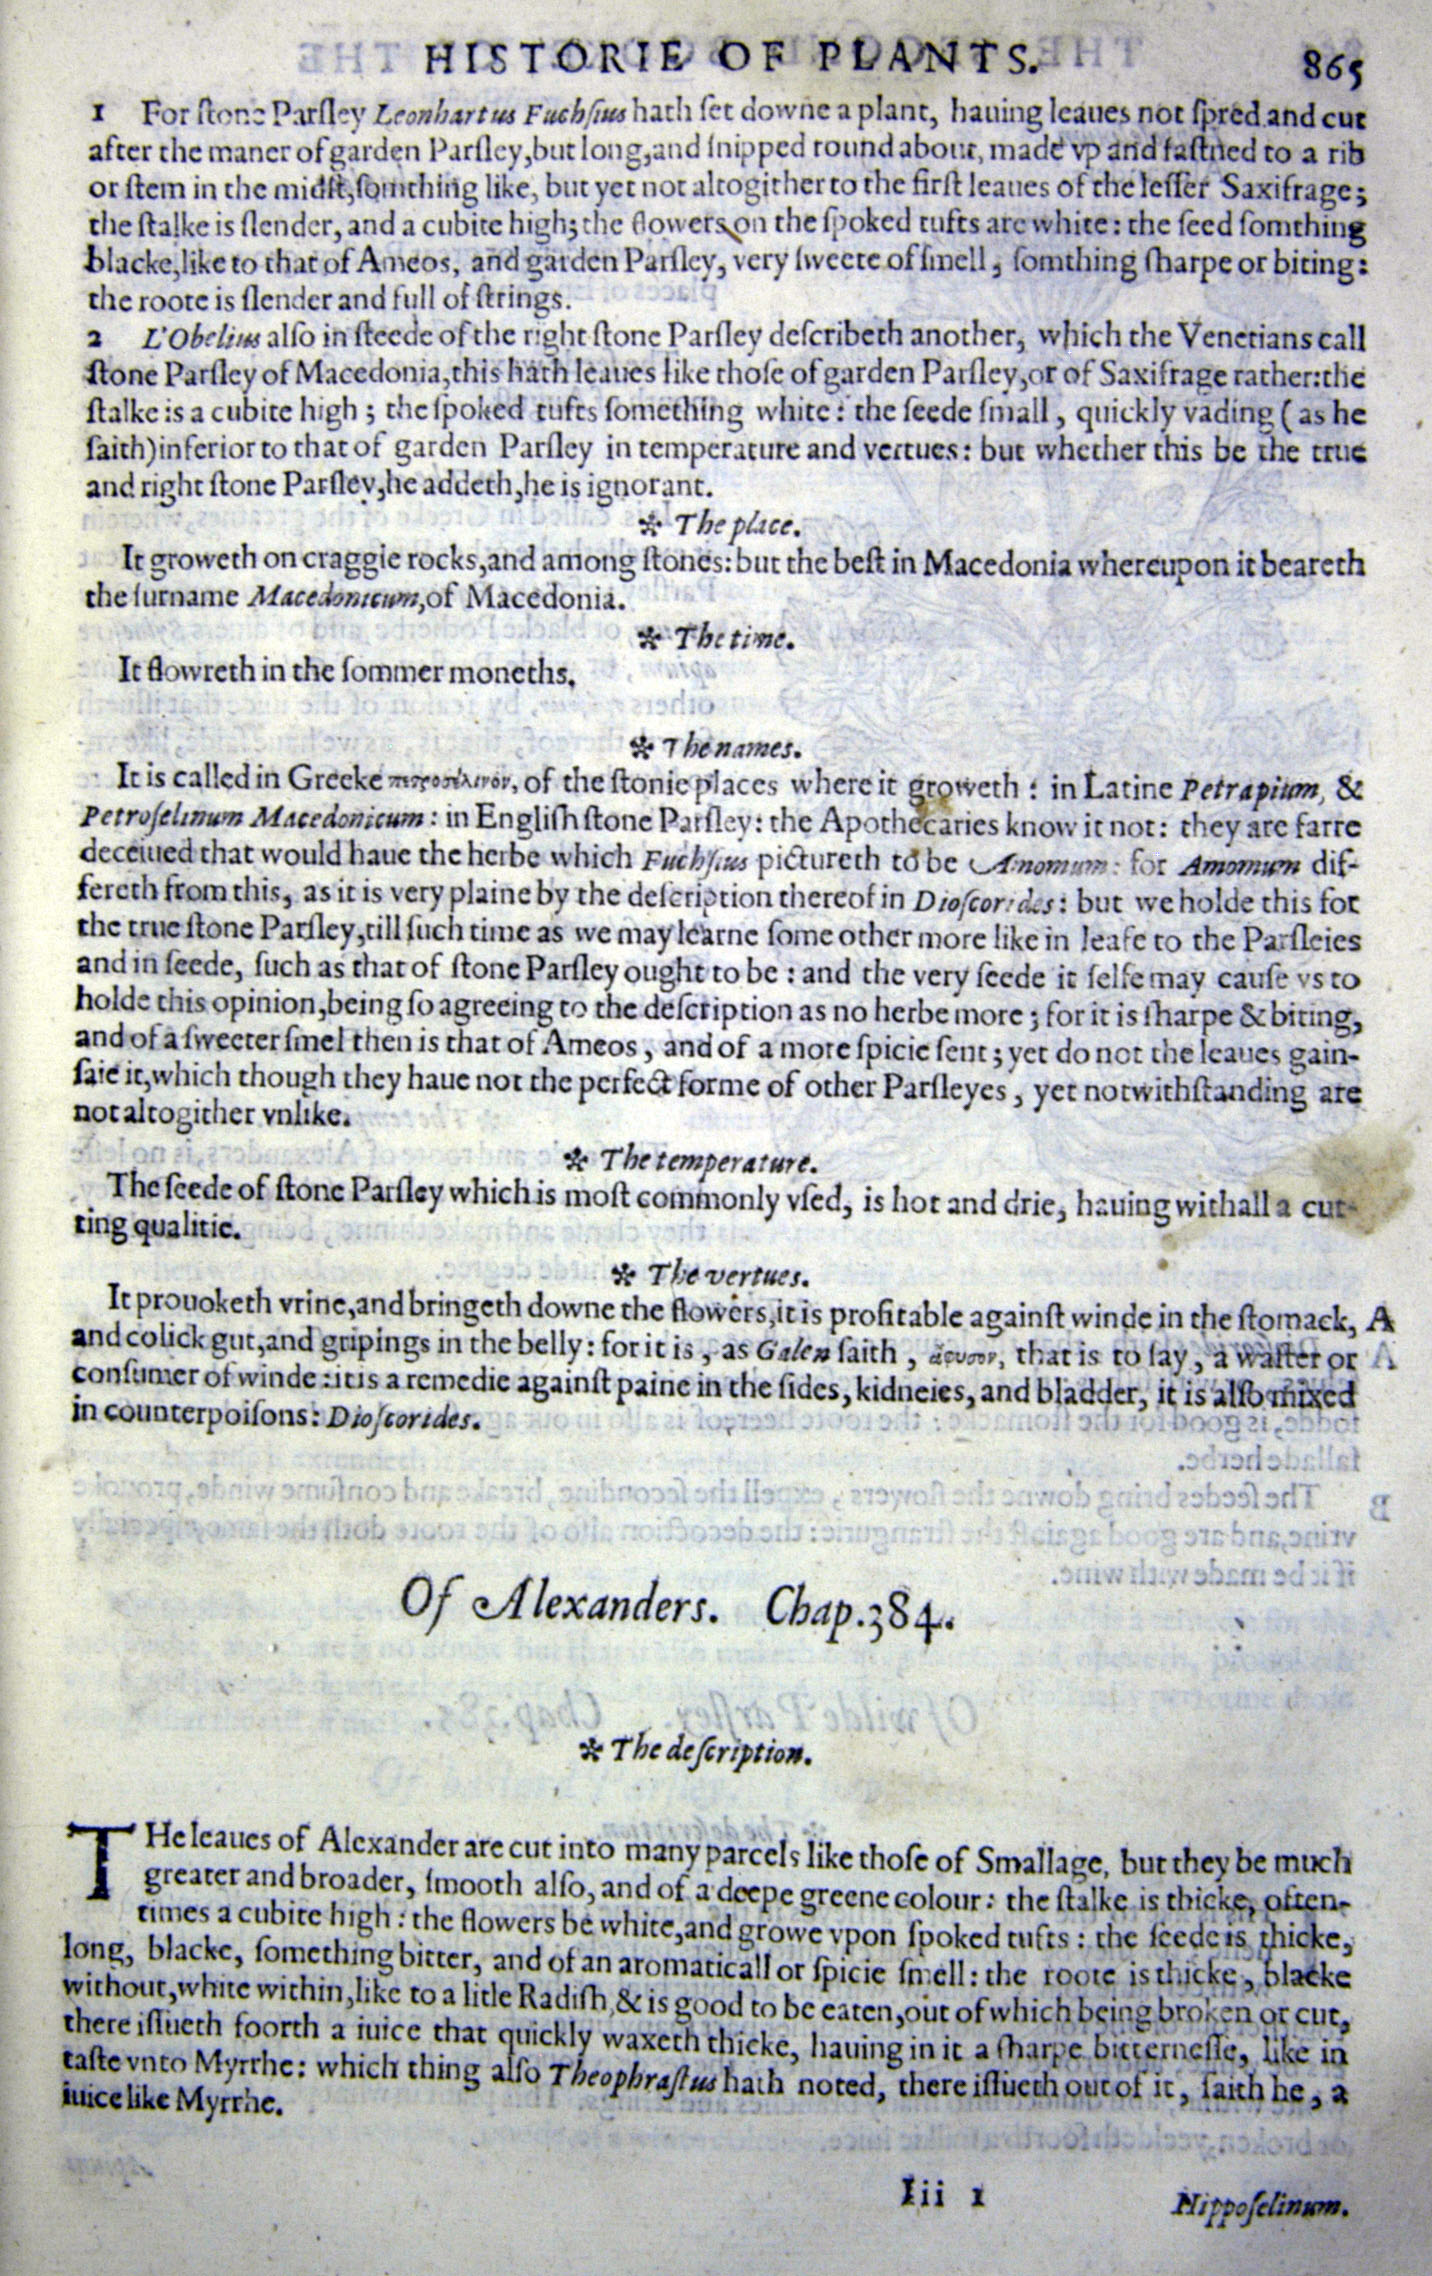 HISTORIE OF PLANTS. 865
1 For ſtone Parſley Leonhartus Fuchſius hath ſet downe a plant, hauing leaues not ſpred and cut
after the maner of garden Parſley,but long,and ſnipped round about, made vp and faſtned to a rib
or ſtem in the midſt,ſomthing like, but yet not altogither to the firſt leaues of the leſſer Saxifrage;
the ſtalke is ſlender, and a cubite high; the flowers on the ſpoked tufts are white: the ſeed ſomthing
blacke,like to that of Ameos, and garden Parſley, very ſweete of ſmell, ſomthing ſharpe or biting:
the roote is ſlender and full of ſtrings.
2 L'Obelius alſo in ſteede of the right ſtone Parſley deſcribeth another, which the Venetians call
ſtone Parſley of Macedonia,this hath leaues like thoſe of garden Parſley,or of Saxifrage rather:the
ſtalke is a cubite high; the ſpoked tufts ſomething white: the ſeede ſmall, quickly vading (as he
ſaith)inferior to that of garden Parſley in temperature and vertues: but whether this be the true
and right ſtone Parſley,he addeth,he is ignorant.
✻ The place.
It groweth on craggie rocks,and among ſtones: but the beſt in Macedonia whereupon it beareth
the ſurname Macedonicum,of Macedonia.
✻ The time.
It flowreth in the ſommer moneths.
✻ The names.
It is called in Greeke πετροσέλινον, of the ſtonie places where it groweth: in Latine Petrapium, &
Petroſelinum Macedonicum: in Engliſh ſtone Parſley: the Apothecaries know it not: they are farre
deceiued that would haue the herbe which Fuchſius pictureth to be Amomum: for Amomum dif-
fereth from this, as it is very plaine by the deſcription thereof in Dioſcorides: but we holde this for
the true ſtone Parſley,till ſuch time as we may learne ſome other more like in leafe to the Parſleies
and in ſeede, ſuch as that of ſtone Parſley ought to be: and the very ſeede it ſelfe may cauſe vs to
holde this opinion,being ſo agreeing to the deſcription as no herbe more; for it is ſharpe & biting,
and of a ſweeter ſmel then is that of Ameos, and of a more ſpicie ſent; yet do not the leaues gain-
ſaie it,which though they haue not the perfect forme of other Parſleyes, yet notwithſtanding are
not altogither vnlike.
✻ The temperature.
The ſeede of ſtone Parſley which is moſt commonly vſed, is hot and drie, hauing withall a cut-
ting qualitie.
✻ The vertues.
It prouoketh vrine,and bringeth downe the flowers,it is profitable againſt winde in the ſtomack, A
and colick gut,and gripings in the belly: for it is, as Galen ſaith, ἄφυσον, that is to ſay, a waſter or
conſumer of winde: it is a remedie againſt paine in the ſides, kidneies, and bladder, it is alſo mixed
in counterpoiſons: Dioſcorides.
Of Alexanders. Chap.384.
✻ The deſcription.
THe leaues of Alexander are cut into many parcels like thoſe of Smallage, but they be much
greater and broader, ſmooth alſo, and of a deepe greene colour: the ſtalke is thicke, often-
times a cubite high: the flowers be white,and growe vpon ſpoked tufts: the ſeede is thicke,
long, blacke, ſomething bitter, and of an aromaticall or ſpicie ſmell: the roote is thicke, blacke
without,white within,like to a litle Radiſh,& is good to be eaten,out of which being broken or cut,
there iſſueth foorth a iuice that quickly waxeth thicke, hauing in it a ſharpe bitterneſſe, like in
taſte vnto Myrrhe: which thing alſo Theophraſtus hath noted, there iſſueth out of it, ſaith he, a
iuice like Myrrhe.
Iii 1 Hippoſelinum.